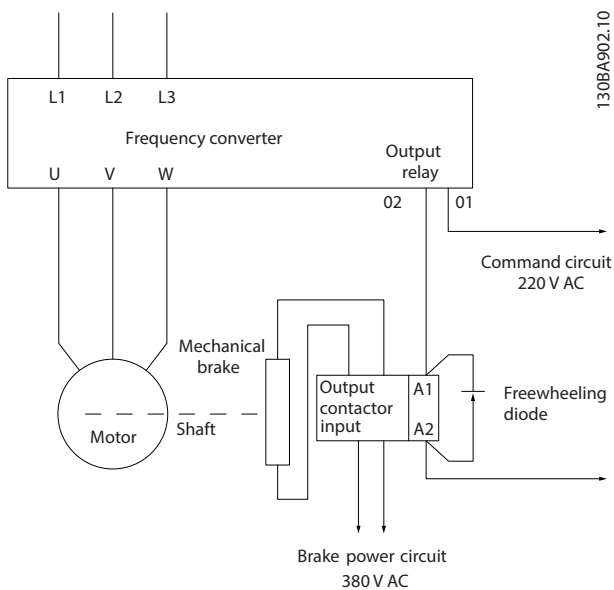 130BA902.10
L1 L2 L3
Frequency converter
U V W
Output
relay
02 01
Command circuit
220 V AC
Mechanical
brake
Output
contactor
input
A1
A2
Freewheeling
diode
Motor
Shaft
Brake power circuit
380 V AC